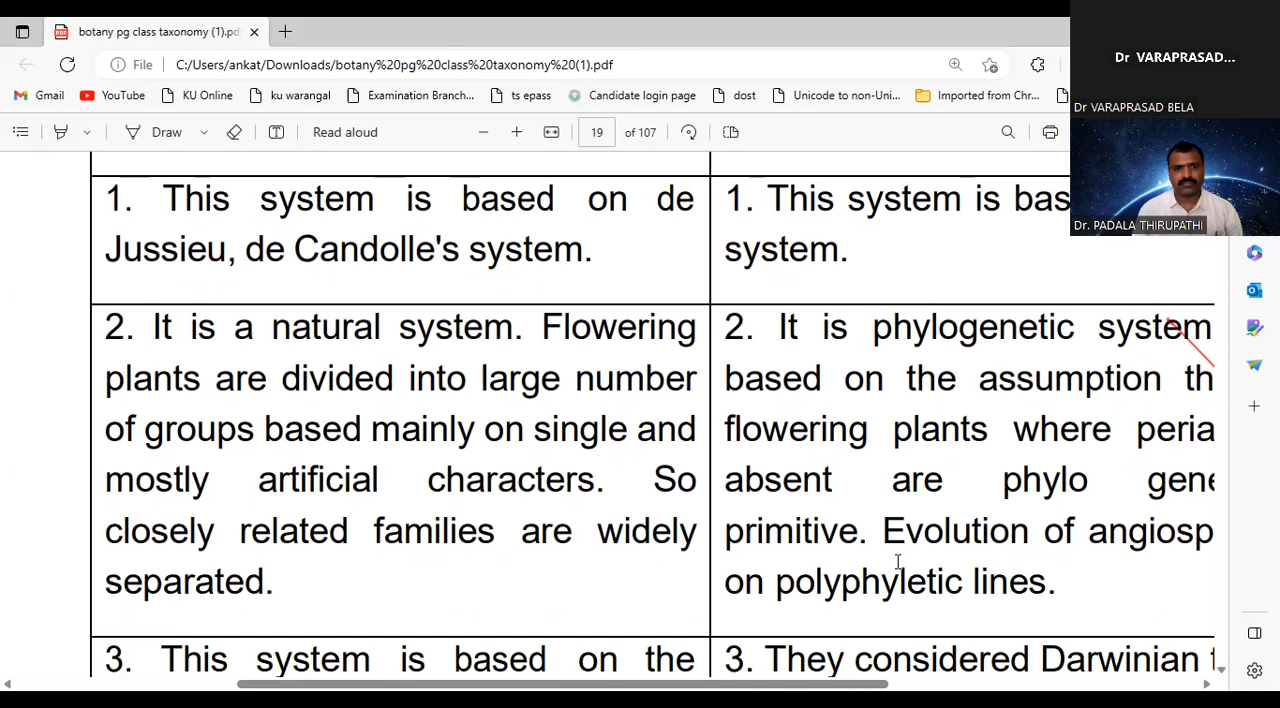 botany pg class taxonomy (1).pdf
File
C:/Users/ankat/Downloads/botany%20pg%20class%20taxonomy%20(1).pdf
Gmail YouTube KU Online ku warangal Examination Branch... ts epass Candidate login page dost Unicode to non-Uni... Imported from Chr...
Draw Read aloud 19 of 107
Dr VARAPRASAD...
Dr VARAPRASAD BELA
Dr. PADALA THIRUPATHI
1. This system is based on de
Jussieu, de Candolle's system.
2. It is a natural system. Flowering
plants are divided into large number
of groups based mainly on single and
mostly artificial characters. So
closely related families are widely
separated.
3. This system is based on the
1. This system is bas
system.
2. It is phylogenetic system
based on the assumption th
flowering plants where peria
absent are phylo gene
primitive. Evolution of angiosp
on polyphyletic lines.
3. They considered Darwinian t